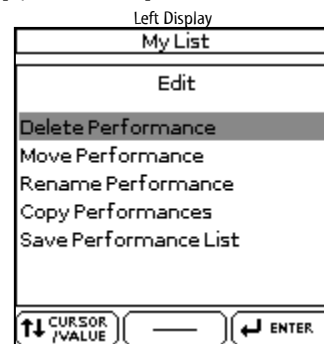 Left Display
My List
Edit
Delete Performance
Move Performance
Rename Performance
Copy Performances
Save Performance List
CURSOR
/VALUE
ENTER